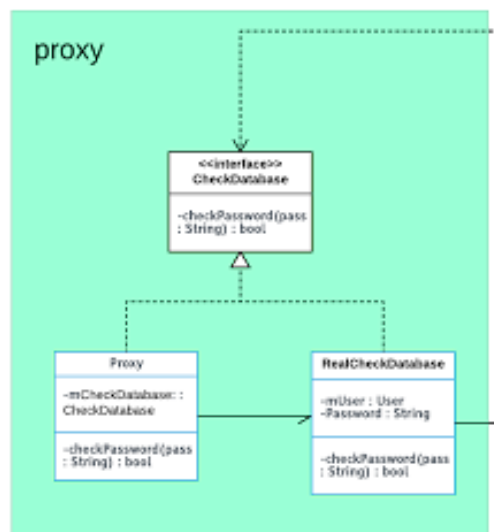 proxy
<<interface>>
CheckDatabase
-checkPassword(pass
: String) : bool
Proxy
-mCheckDatabase: :
CheckDatabase
-checkPassword(pass
: String) : bool
RealCheckDatabase
-mUser : User
-Password : String
-checkPassword(pass
: String) : bool